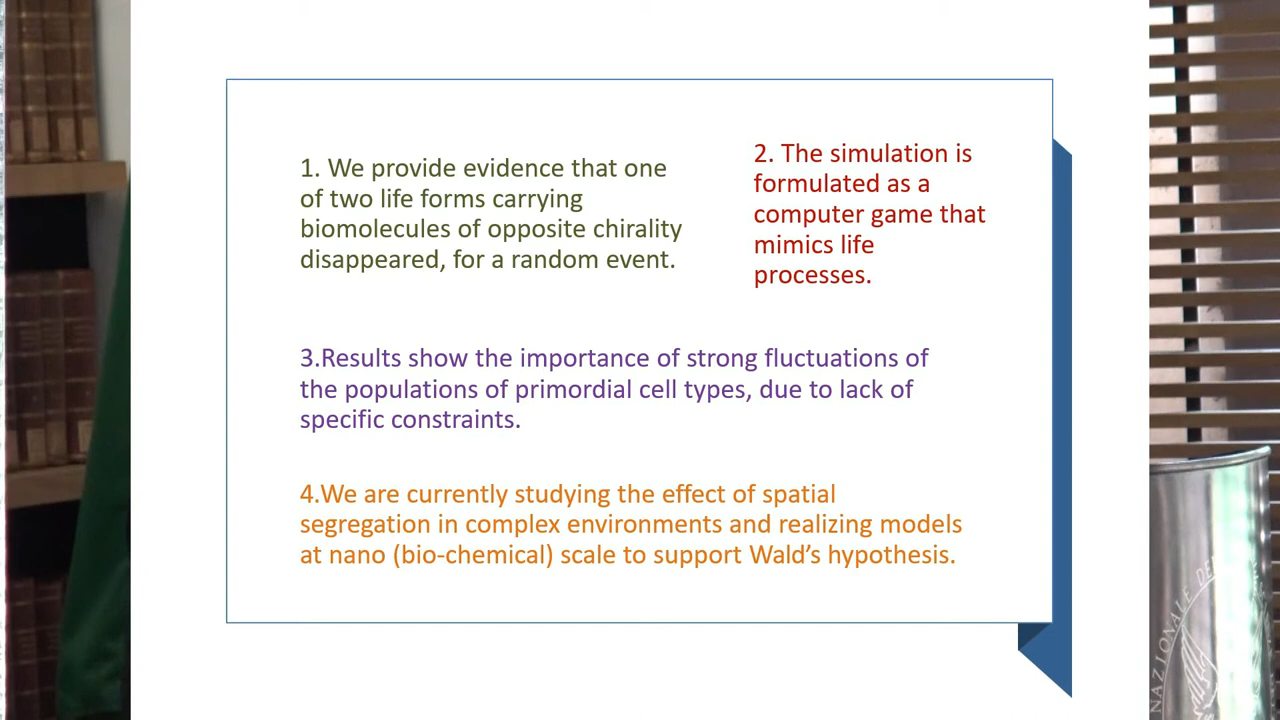 1. We provide evidence that one
of two life forms carrying
biomolecules of opposite chirality
disappeared, for a random event.
2. The simulation is
formulated as a
computer game that
mimics life
processes.
3.Results show the importance of strong fluctuations of
the populations of primordial cell types, due to lack of
specific constraints.
4.We are currently studying the effect of spatial
segregation in complex environments and realizing models
at nano (bio-chemical) scale to support Wald’s hypothesis.
NAZIONALE DE